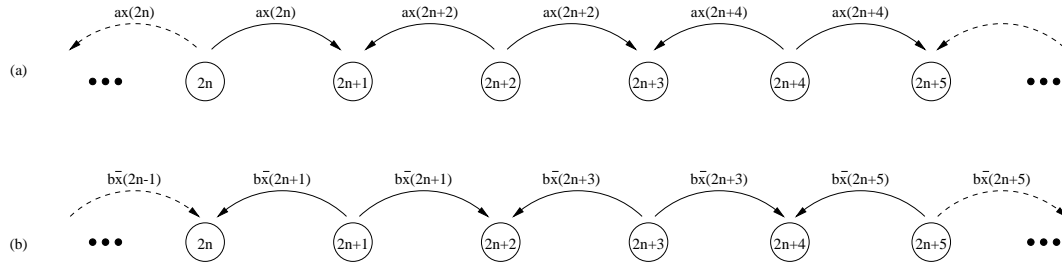 ax(2n) ax(2n) ax(2n+2) ax(2n+2) ax(2n+4) ax(2n+4)
(a) ••• 2n 2n+1 2n+2 2n+3 2n+4 2n+5 •••
bx̄(2n-1) bx̄(2n+1) bx̄(2n+1) bx̄(2n+3) bx̄(2n+3) bx̄(2n+5) bx̄(2n+5)
(b) ••• 2n 2n+1 2n+2 2n+3 2n+4 2n+5 •••